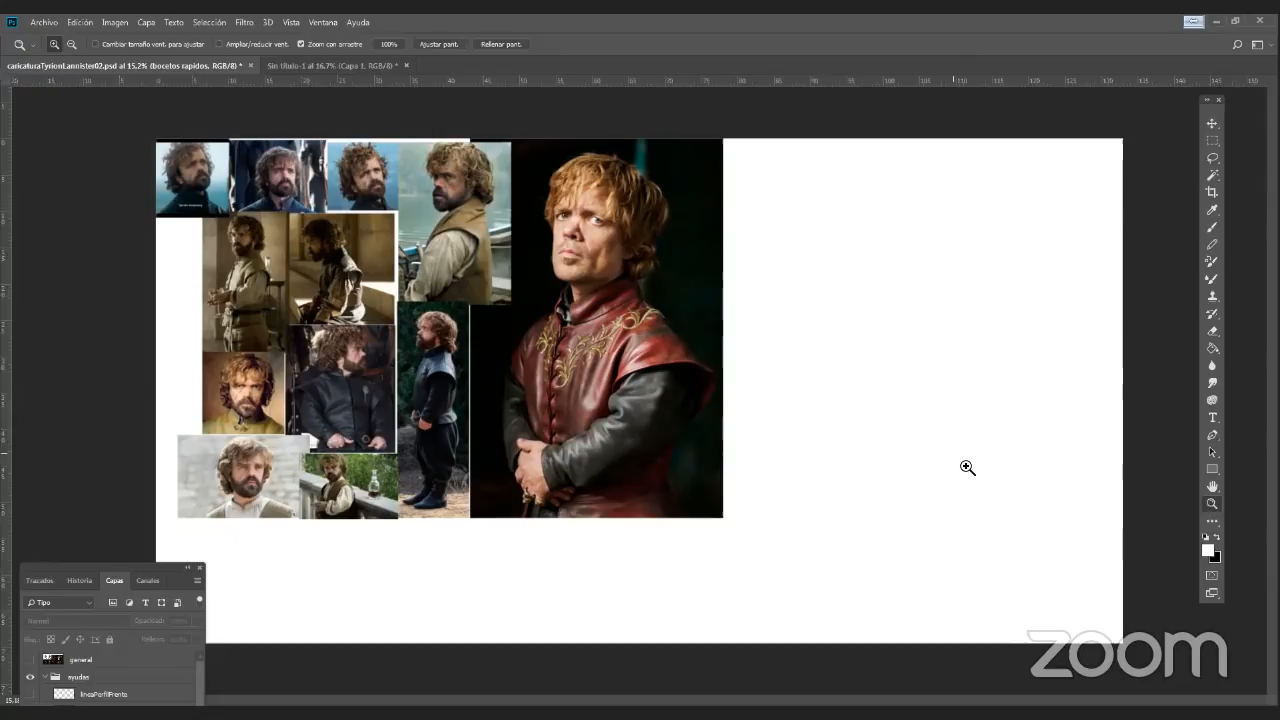 Ps Archivo Edición Imagen Capa Texto Selección Filtro 3D Vista Ventana Ayuda
Cambiar tamaño vent. para ajustar Ampliar/reducir vent. Zoom con arrastre 100% Ajustar pant. Rellenar pant.
caricaturaTyrionLannister02.psd al 15,2% (bocetos rapidos, RGB/8) * × Sin título-1 al 16,7% (Capa 1, RGB/8) * ×
Trazados Historia Capas Canales
Tipo
Normal Opacidad:
Bloq.: Relleno:
general
ayudas
lineaPerfilFrente
zoom